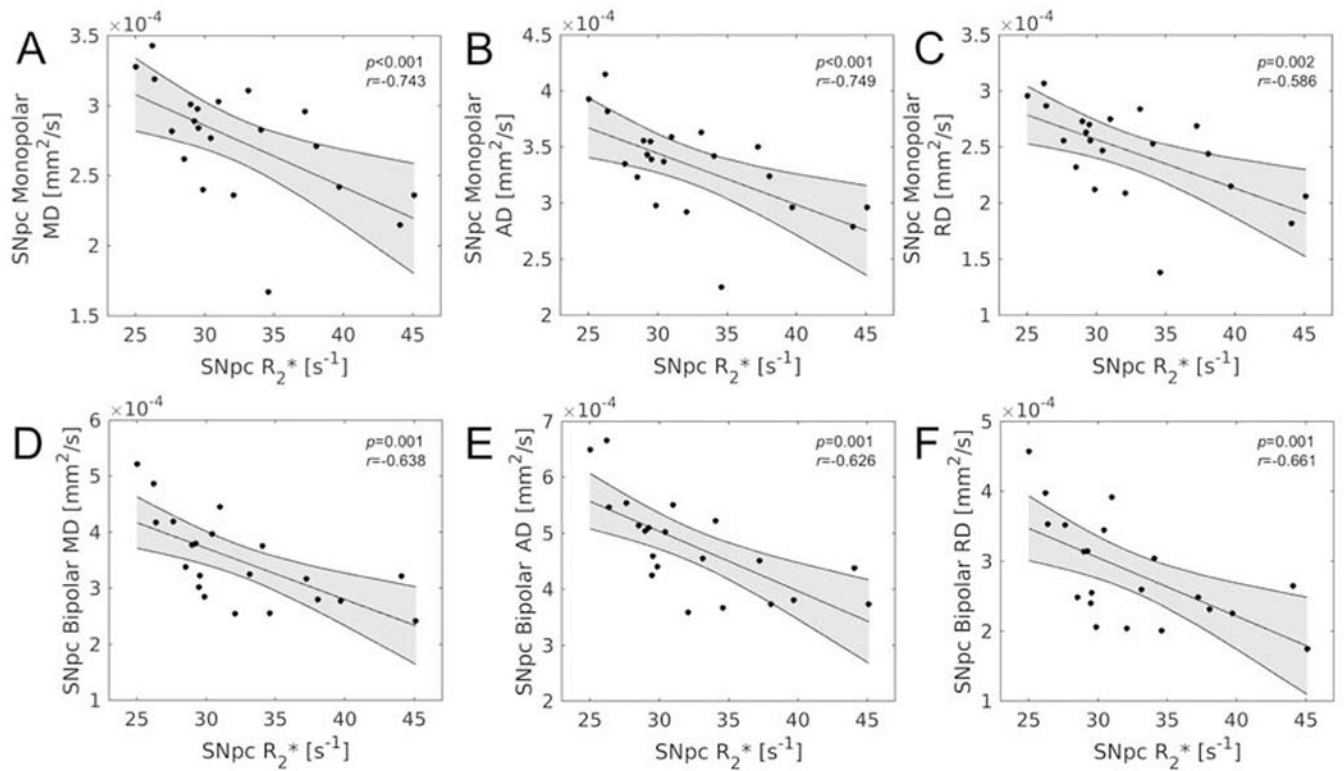 A
×10⁻⁴
3.5
3
2.5
2
1.5
SNpc Monopolar
MD [mm²/s]
p<0.001
r=-0.743
25 30 35 40 45
SNpc R₂* [s⁻¹]
B
×10⁻⁴
4.5
4
3.5
3
2.5
2
SNpc Monopolar
AD [mm²/s]
p<0.001
r=-0.749
25 30 35 40 45
SNpc R₂* [s⁻¹]
C
×10⁻⁴
3.5
3
2.5
2
1.5
1
SNpc Monopolar
RD [mm²/s]
p=0.002
r=-0.586
25 30 35 40 45
SNpc R₂* [s⁻¹]
D
×10⁻⁴
6
5
4
3
2
1
SNpc Bipolar MD [mm²/s]
p=0.001
r=-0.638
25 30 35 40 45
SNpc R₂* [s⁻¹]
E
×10⁻⁴
7
6
5
4
3
2
SNpc Bipolar AD [mm²/s]
p=0.001
r=-0.626
25 30 35 40 45
SNpc R₂* [s⁻¹]
F
×10⁻⁴
5
4
3
2
1
SNpc Bipolar RD [mm²/s]
p=0.001
r=-0.661
25 30 35 40 45
SNpc R₂* [s⁻¹]